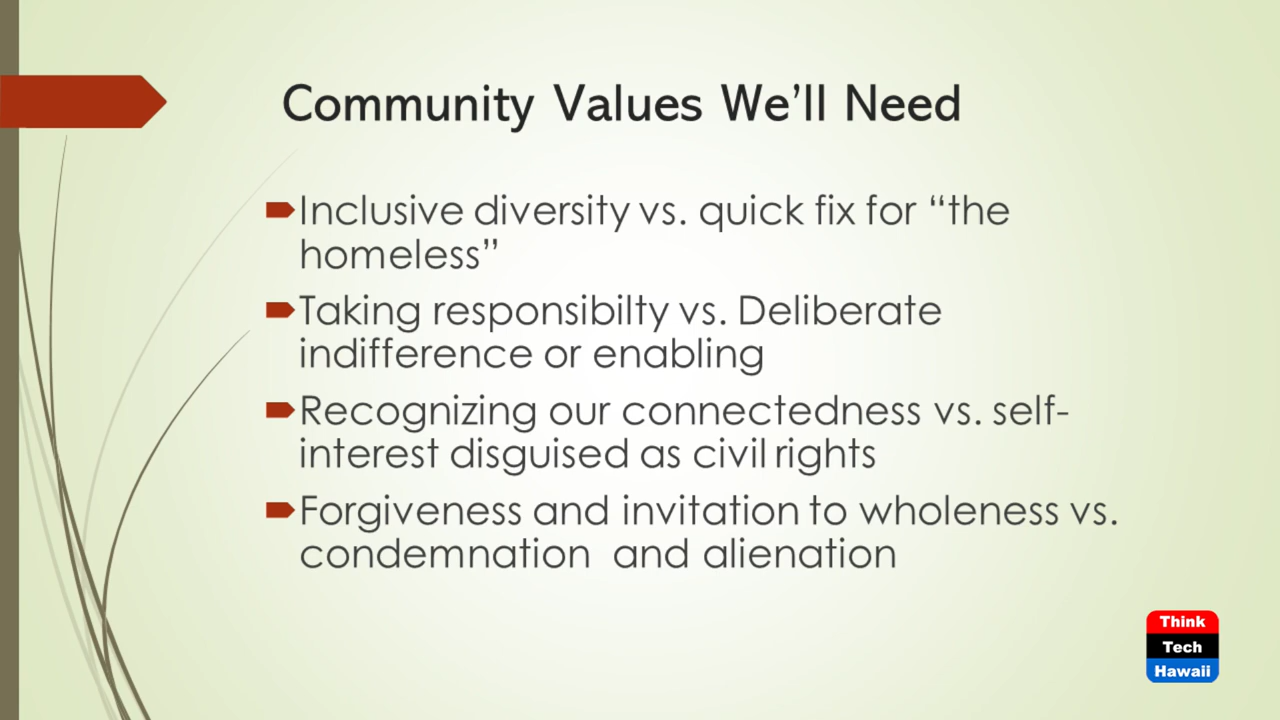 Community Values We’ll Need
Inclusive diversity vs. quick fix for “the
homeless”
Taking responsibilty vs. Deliberate
indifference or enabling
Recognizing our connectedness vs. self-
interest disguised as civil rights
Forgiveness and invitation to wholeness vs.
condemnation  and alienation
Think
Tech
Hawaii